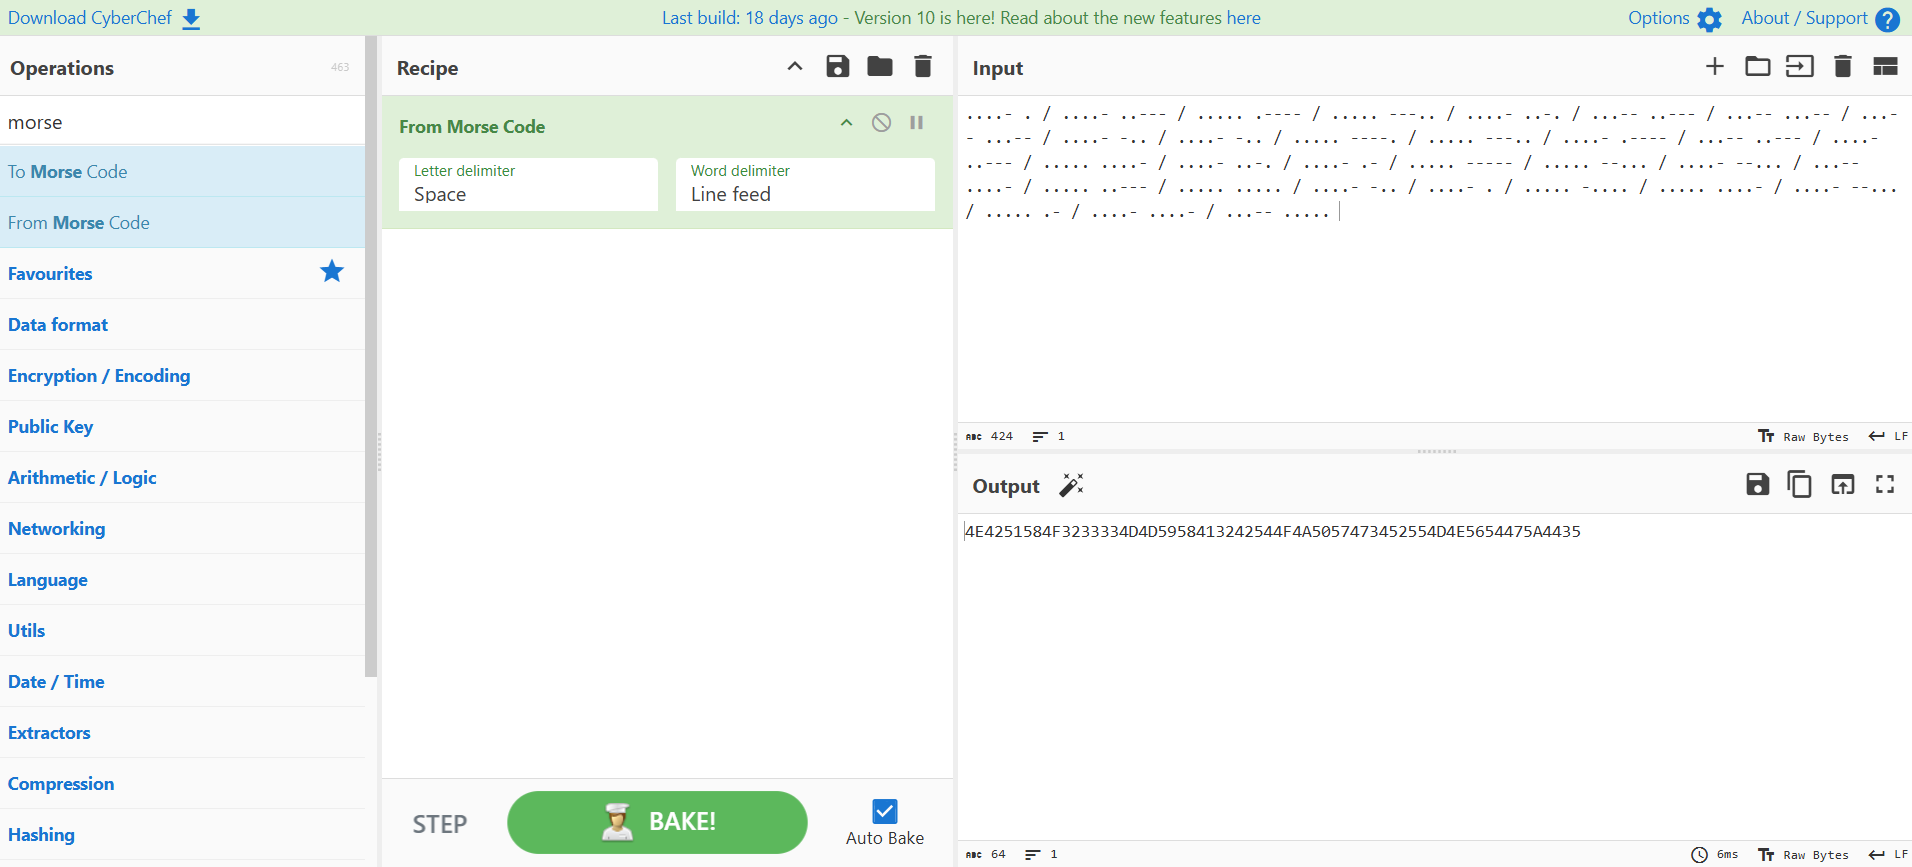 Download CyberChef
Last build: 18 days ago - Version 10 is here! Read about the new features here
Options
About / Support
Operations
463
morse
To Morse Code
From Morse Code
Favourites
Data format
Encryption / Encoding
Public Key
Arithmetic / Logic
Networking
Language
Utils
Date / Time
Extractors
Compression
Hashing
Recipe
From Morse Code
Letter delimiter
Space
Word delimiter
Line feed
STEP
BAKE!
Auto Bake
Input
....- . / ....- ..--- / ..... .---- / ..... ---.. / ....- ..-. / ...-- ..--- / ...-- ...-- / ...-
- ...-- / ....- -.. / ....- -.. / ..... ----. / ..... ---.. / ....- .---- / ...-- ..--- / ....-
..--- / ..... ....- / ....- ..-. / ....- .- / ..... ----- / ..... --... / ....- --... / ...--
....- / ..... ..--- / ..... ..... / ....- -.. / ....- . / ..... -.... / ..... ....- / ....- --...
/ ..... .- / ....- ....- / ...-- .....
ABC 424 1
Raw Bytes LF
Output
4E4251584F3233334D4D5958413242544F4A5057473452554D4E5654475A4435
ABC 64 1
6ms Raw Bytes LF